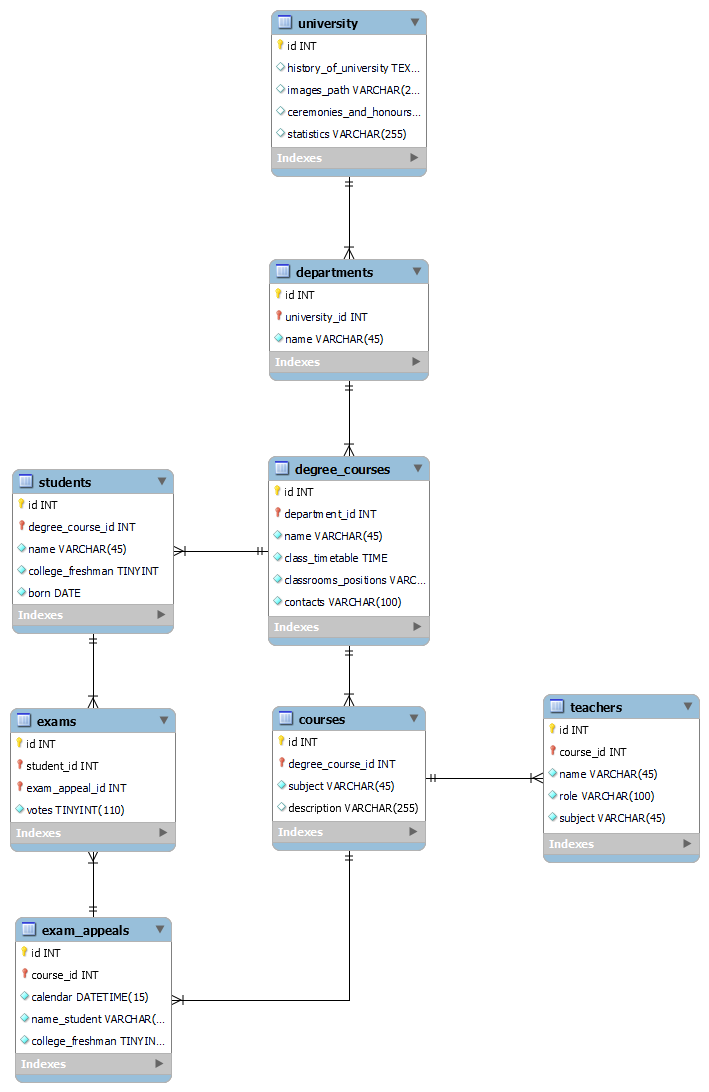 university
id INT
history_of_university TEX...
images_path VARCHAR(2...
ceremonies_and_honours...
statistics VARCHAR(255)
Indexes
departments
id INT
university_id INT
name VARCHAR(45)
Indexes
degree_courses
id INT
department_id INT
name VARCHAR(45)
class_timetable TIME
classrooms_positions VARC...
contacts VARCHAR(100)
Indexes
students
id INT
degree_course_id INT
name VARCHAR(45)
college_freshman TINYINT
born DATE
Indexes
exams
id INT
student_id INT
exam_appeal_id INT
votes TINYINT(110)
Indexes
courses
id INT
degree_course_id INT
subject VARCHAR(45)
description VARCHAR(255)
Indexes
teachers
id INT
course_id INT
name VARCHAR(45)
role VARCHAR(100)
subject VARCHAR(45)
Indexes
exam_appeals
id INT
course_id INT
calendar DATETIME(15)
name_student VARCHAR(...
college_freshman TINYIN...
Indexes